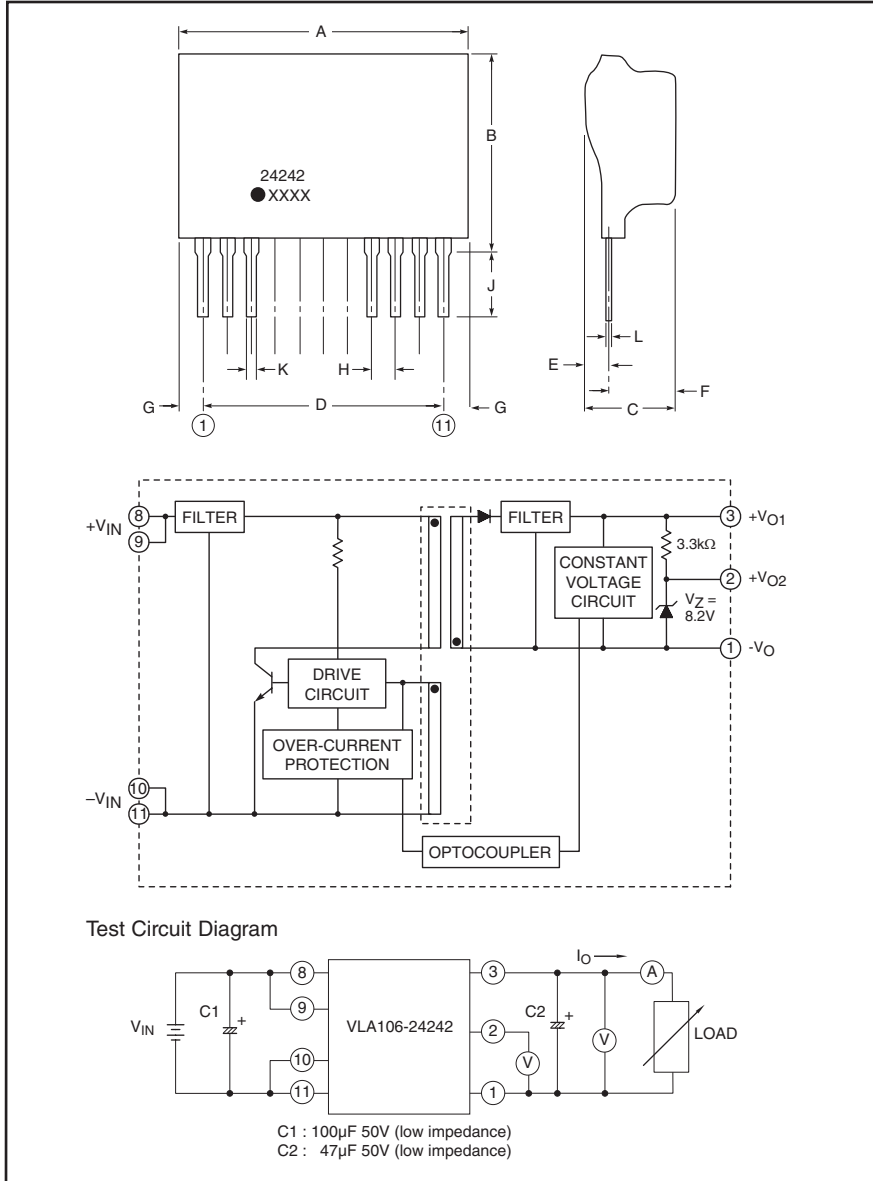 A
B
24242
●XXXX
J
K
H
L
E
G
D
G
C
F
1
11
8
+VIN
9
FILTER
FILTER
3
+VO1
3.3kΩ
CONSTANT
VOLTAGE
CIRCUIT
2
+VO2
VZ =
8.2V
1
-VO
DRIVE
CIRCUIT
OVER-CURRENT
PROTECTION
10
–VIN
11
OPTOCOUPLER
Test Circuit Diagram
IO
8
3
A
C1
+
9
C2
+
VIN
VLA106-24242
2
V
V
LOAD
10
11
1
C1 : 100µF 50V (low impedance)
C2 : 47µF 50V (low impedance)